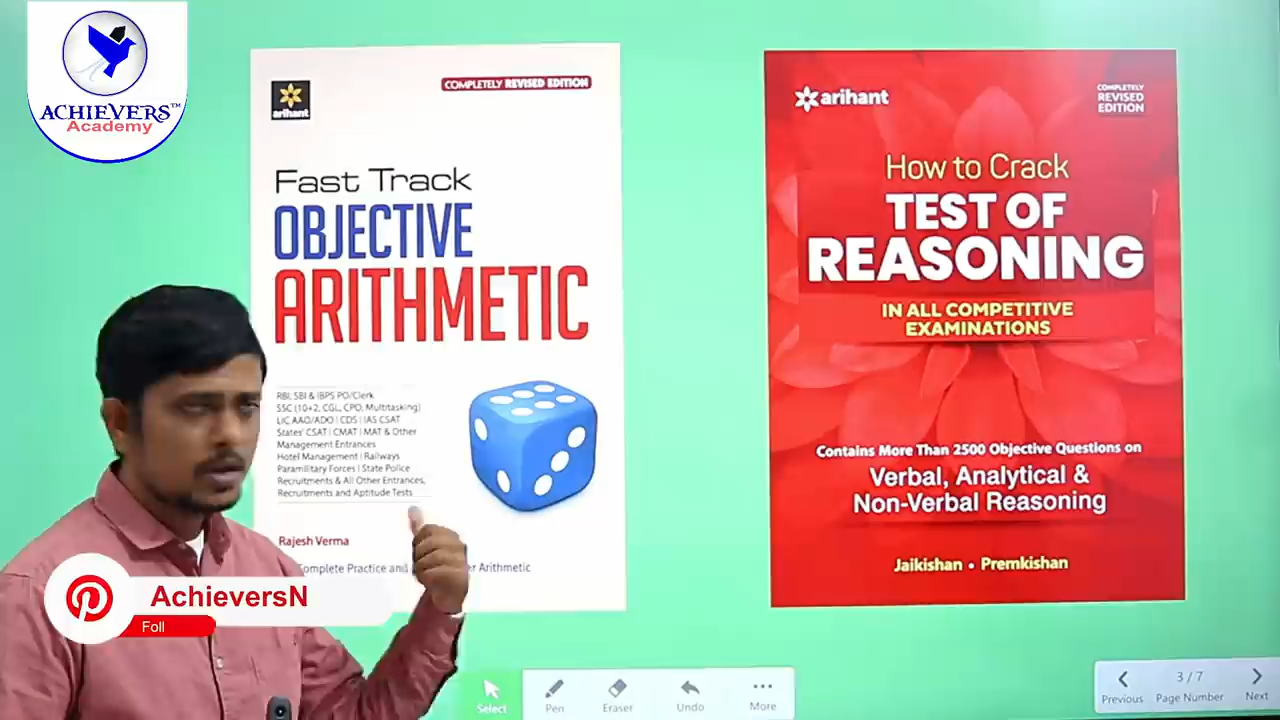 ACHIEVERS™
Academy
arihant
COMPLETELY REVISED EDITION
Fast Track
OBJECTIVE
ARITHMETIC
RBI, SBI & IBPS PO/Clerk
SSC (10+2, CGL, CPO, Multitasking)
LIC AAO/ADO | CDS | IAS CSAT
States' CSAT | CMAT | MAT & Other
Management Entrances
Hotel Management | Railways
Paramilitary Forces | State Police
Recruitments & All Other Entrances,
Recruitments and Aptitude Tests
Rajesh Verma
omplete Practice and er Arithmetic
arihant
COMPLETELY
REVISED
EDITION
How to Crack
TEST OF
REASONING
IN ALL COMPETITIVE
EXAMINATIONS
Contains More Than 2500 Objective Questions on
Verbal, Analytical &
Non-Verbal Reasoning
Jaikishan • Premkishan
AchieversN
Foll
Select
Pen
Eraser
Undo
More
Previous
3 / 7
Page Number
Next